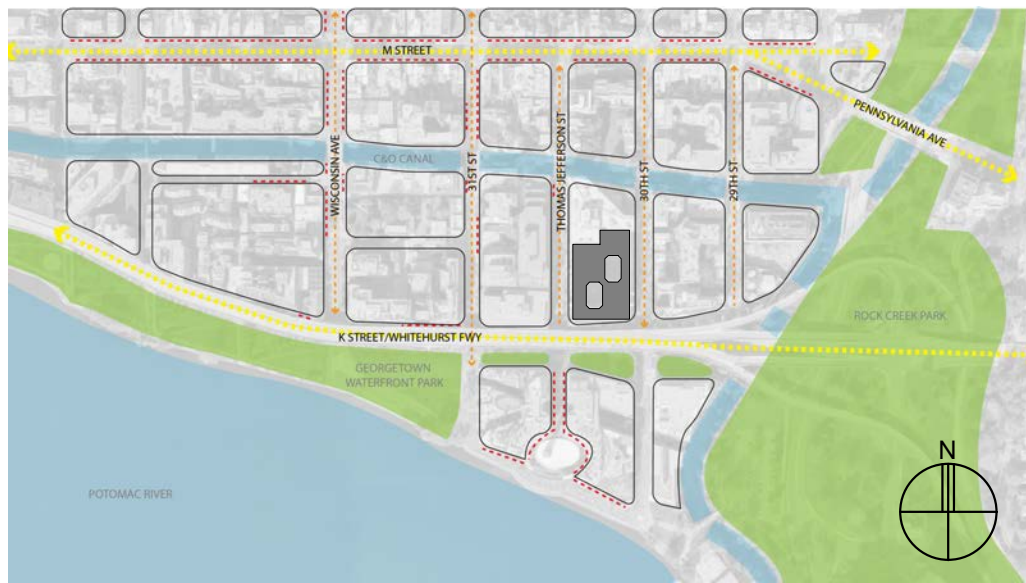 M STREET
PENNSYLVANIA AVE
C&O CANAL
WISCONSIN AVE
31ST ST
THOMAS JEFFERSON ST
30TH ST
29TH ST
ROCK CREEK PARK
K STREET/WHITEHURST FWY
GEORGETOWN
WATERFRONT PARK
N
POTOMAC RIVER